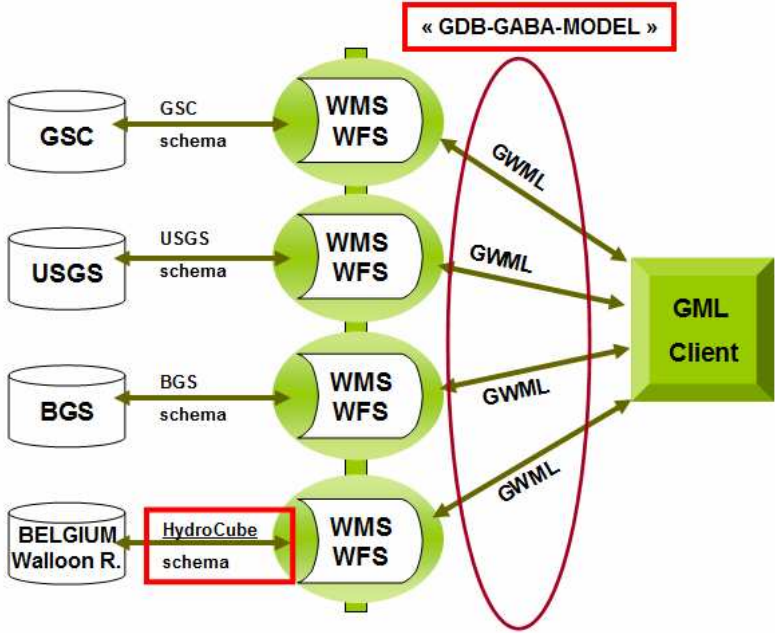 « GDB-GABA-MODEL »
GSC
GSC
schema
WMS
WFS
GWML
USGS
USGS
schema
WMS
WFS
GWML
GML
Client
BGS
BGS
schema
WMS
WFS
GWML
BELGIUM
Walloon R.
HydroCube
schema
WMS
WFS
GWML